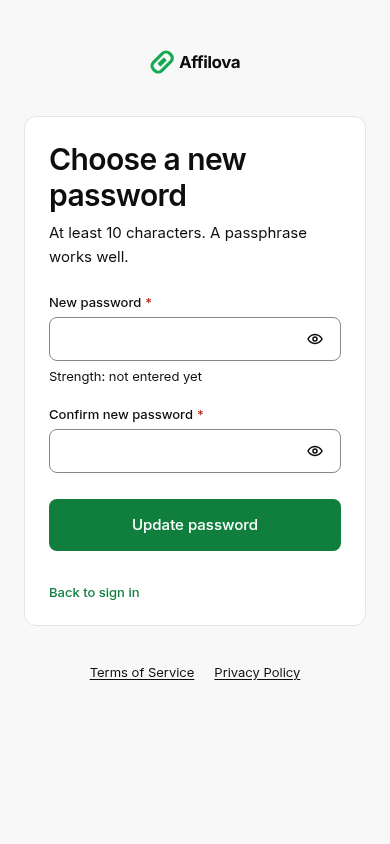 Affilova
Choose a new
password
At least 10 characters. A passphrase
works well.
New password *
Strength: not entered yet
Confirm new password *
Update password
Back to sign in
Terms of Service Privacy Policy